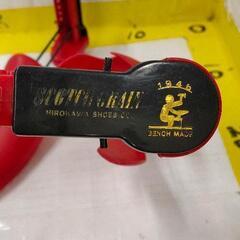 SCOTCH GRAIN
HIROKAWA SHOES CO.
1946
BENCH MADE